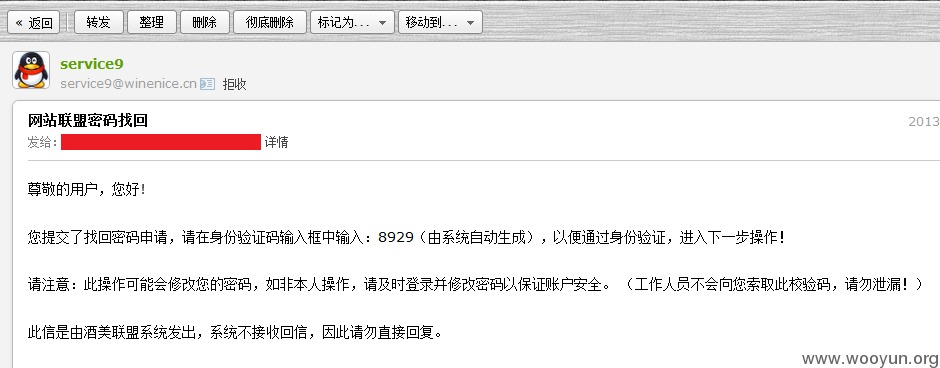 « 返回 转发 整理 删除 彻底删除 标记为... 移动到...
service9
service9@winenice.cn 拒收
网站联盟密码找回 2013
发给: 详情
尊敬的用户，您好！
您提交了找回密码申请，请在身份验证码输入框中输入：8929（由系统自动生成），以便通过身份验证，进入下一步操作！
请注意：此操作可能会修改您的密码，如非本人操作，请及时登录并修改密码以保证账户安全。（工作人员不会向您索取此校验码，请勿泄漏！）
此信是由酒美联盟系统发出，系统不接收回信，因此请勿直接回复。
www.wooyun.org